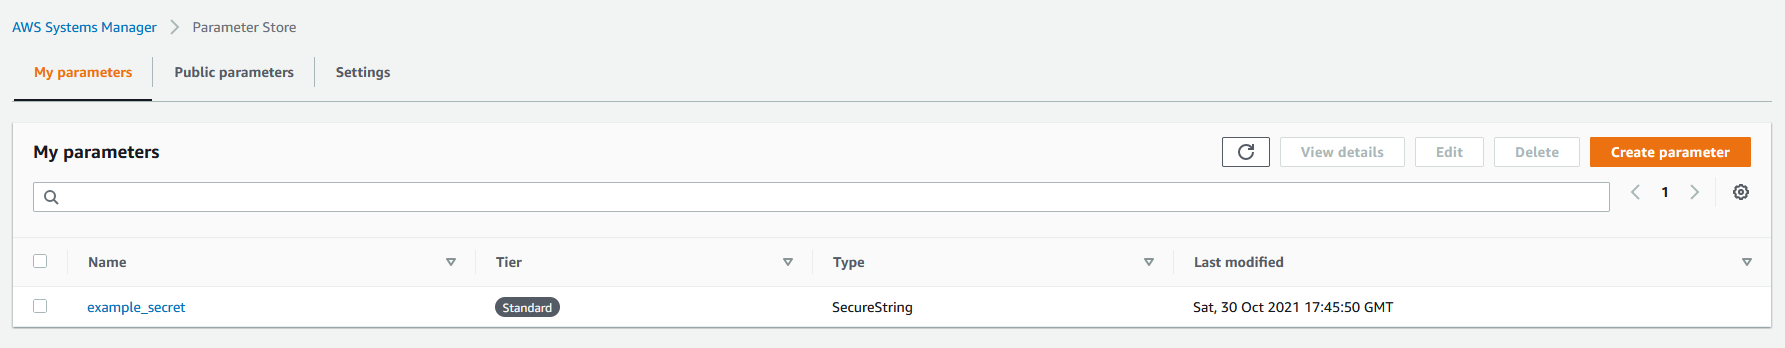 AWS Systems Manager > Parameter Store
My parameters Public parameters Settings
My parameters View details Edit Delete Create parameter
1
Name Tier Type Last modified
example_secret Standard SecureString Sat, 30 Oct 2021 17:45:50 GMT